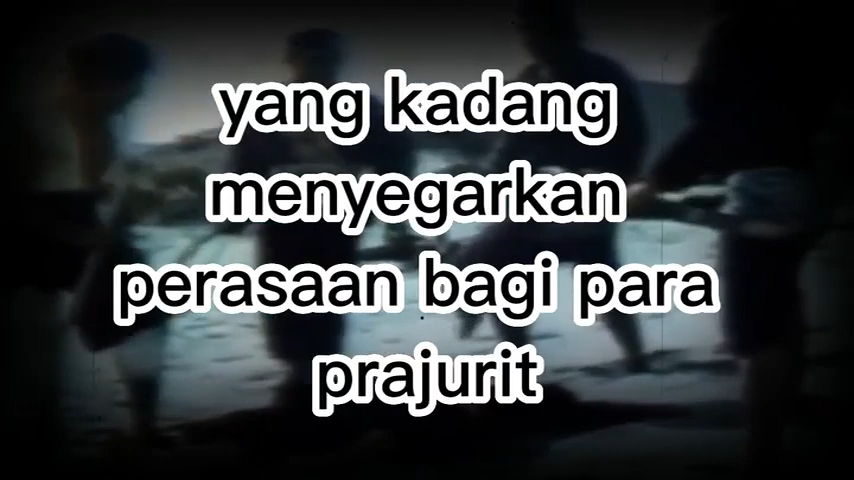 yang kadang
menyegarkan
perasaan bagi para
prajurit